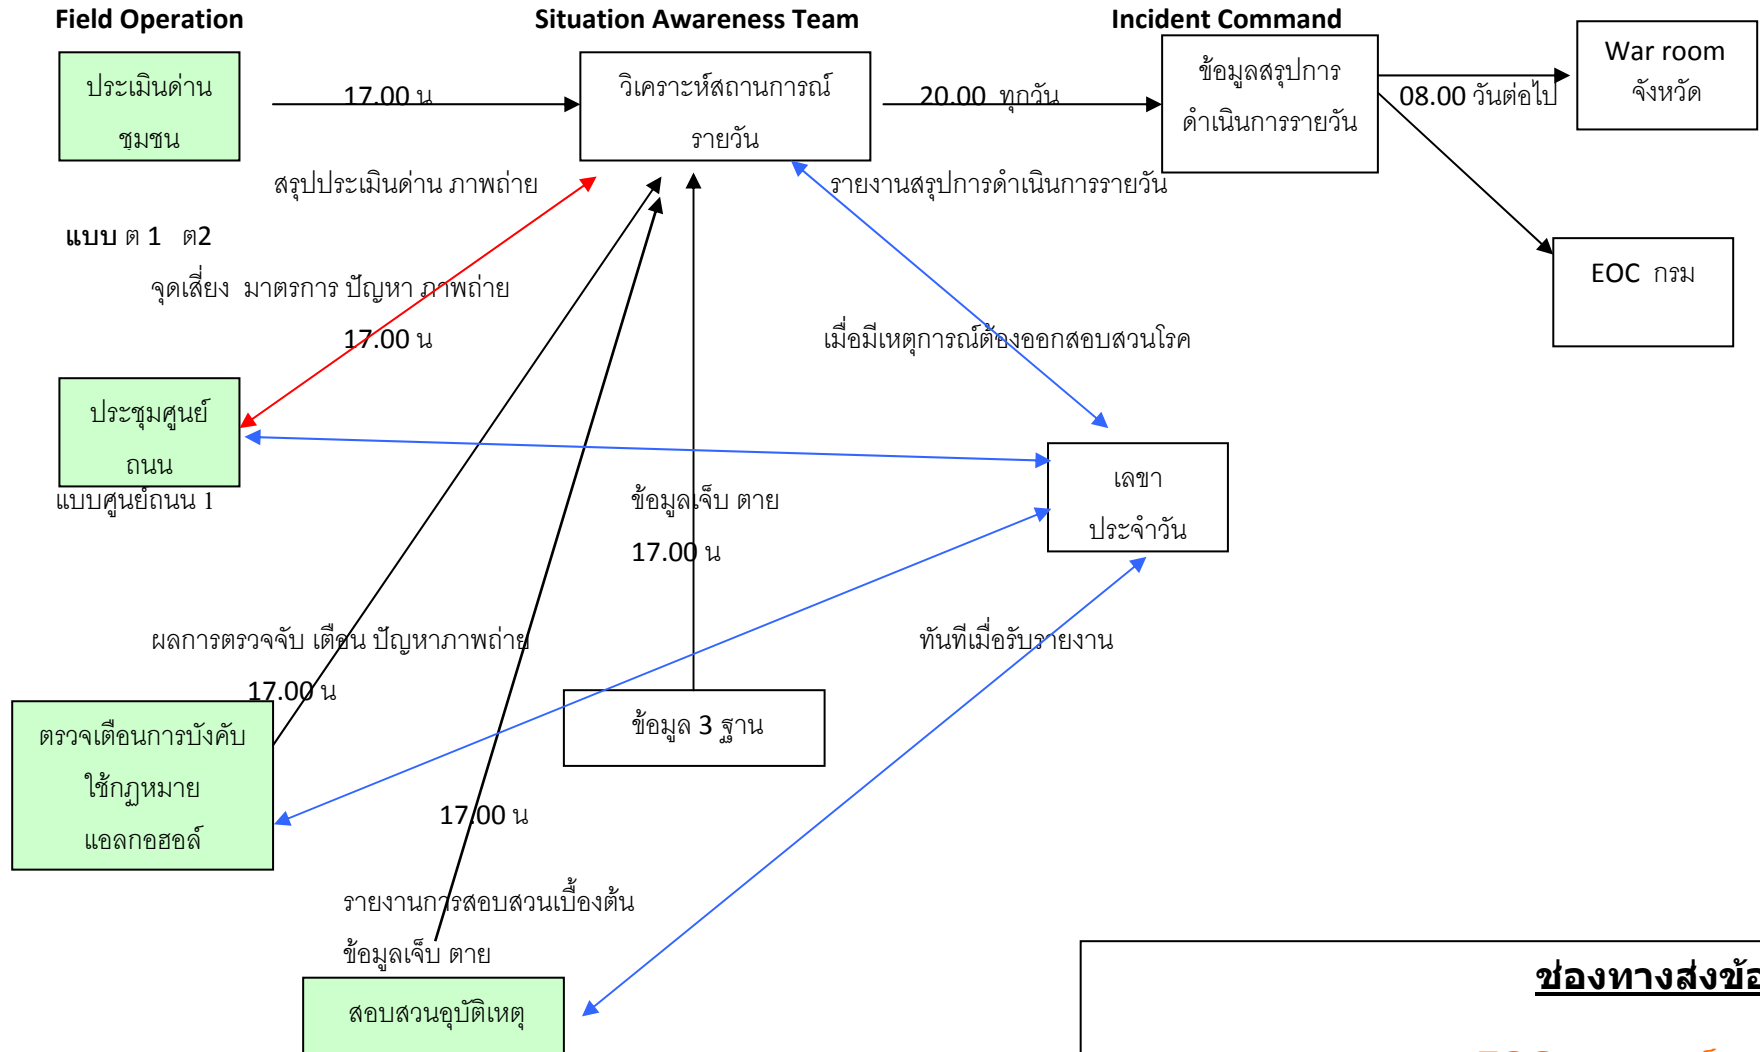 Field Operation
Situation Awareness Team
Incident Command
ประเมินด่าน
ชุมชน
17.00 น
วิเคราะห์สถานการณ์
รายวัน
20.00 ทุกวัน
ข้อมูลสรุปการ
ดำเนินการรายวัน
08.00 วันต่อไป
War room
จังหวัด
สรุปประเมินด่าน ภาพถ่าย
รายงานสรุปการดำเนินการรายวัน
แบบ ต 1 ต2
จุดเสี่ยง มาตรการ ปัญหา ภาพถ่าย
17.00 น
เมื่อมีเหตุการณ์ต้องออกสอบสวนโรค
EOC กรม
ประชุมศูนย์
ถนน
แบบศูนย์ถนน 1
ข้อมูลเจ็บ ตาย
17.00 น
เลขา
ประจำวัน
ผลการตรวจจับ เตือน ปัญหาภาพถ่าย
17.00 น
ทันทีเมื่อรับรายงาน
ตรวจเตือนการบังคับ
ใช้กฎหมาย
แอลกอฮอล์
ข้อมูล 3 ฐาน
17.00 น
รายงานการสอบสวนเบื้องต้น
ข้อมูลเจ็บ ตาย
สอบสวนอุบัติเหตุ
ช่องทางส่งข้อ